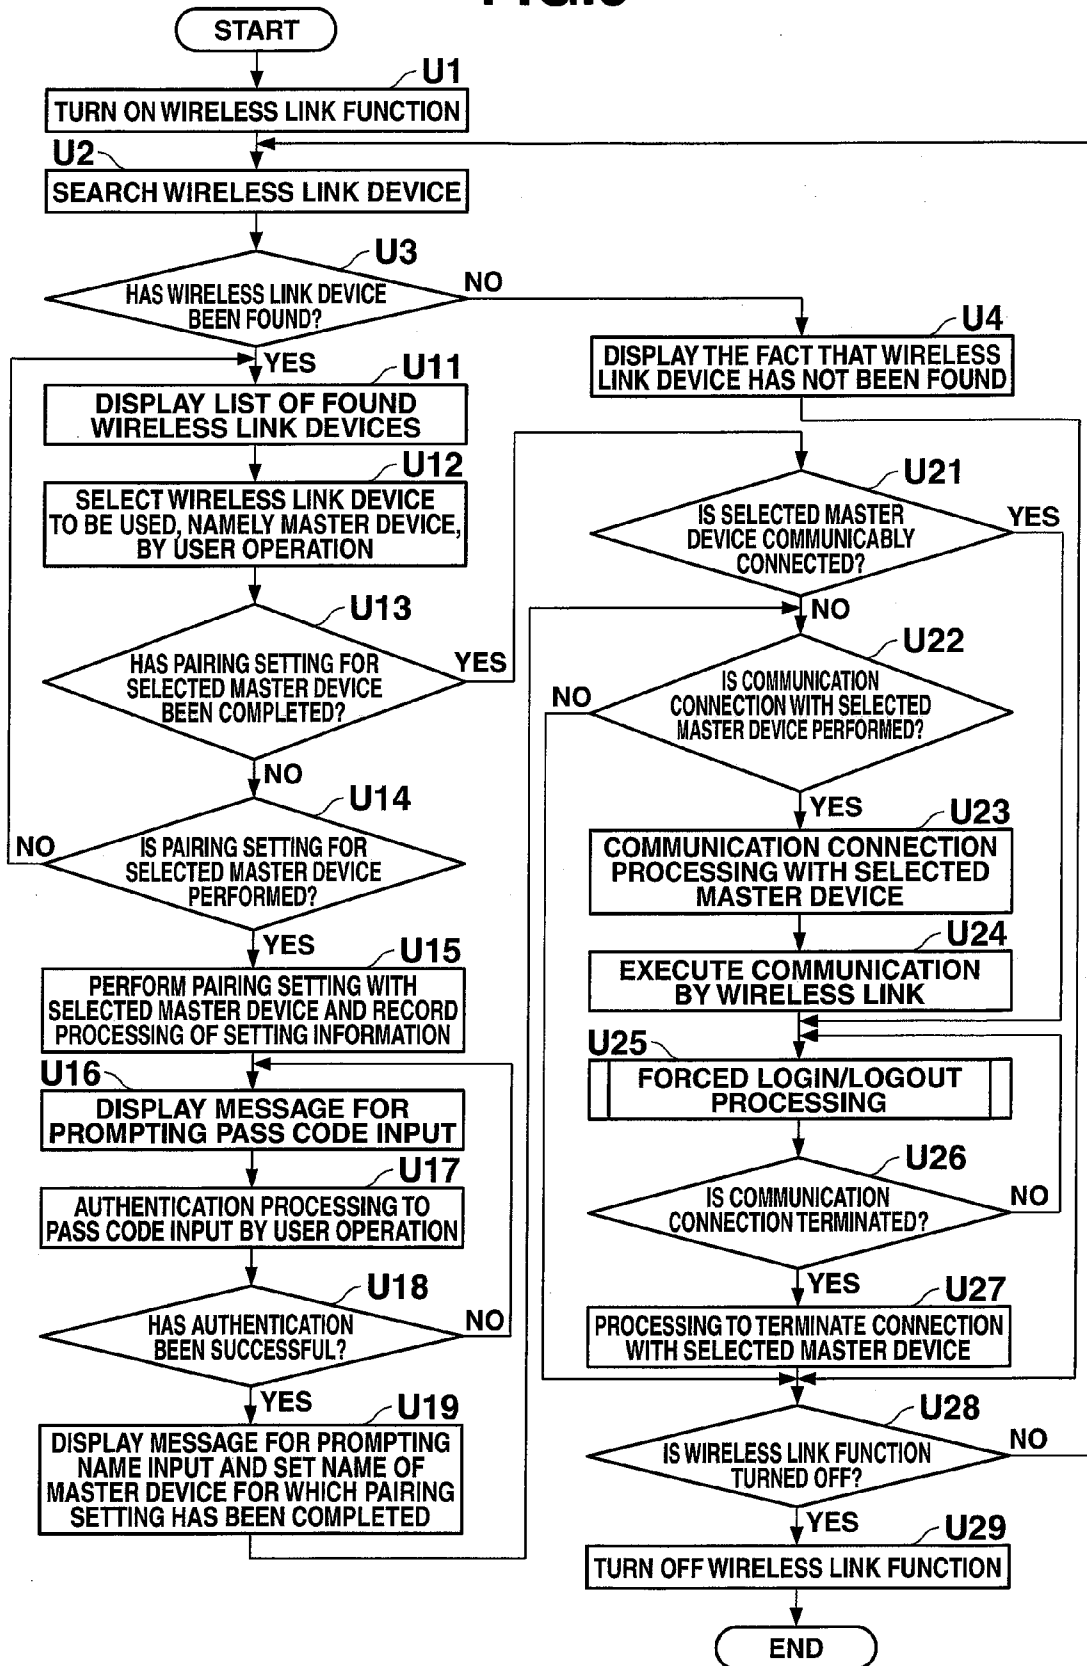 START
U1
TURN ON WIRELESS LINK FUNCTION
U2
SEARCH WIRELESS LINK DEVICE
U3
HAS WIRELESS LINK DEVICE
BEEN FOUND?
NO
YES
U4
DISPLAY THE FACT THAT WIRELESS
LINK DEVICE HAS NOT BEEN FOUND
U11
DISPLAY LIST OF FOUND
WIRELESS LINK DEVICES
U12
SELECT WIRELESS LINK DEVICE
TO BE USED, NAMELY MASTER DEVICE,
BY USER OPERATION
U13
HAS PAIRING SETTING FOR
SELECTED MASTER DEVICE
BEEN COMPLETED?
YES
NO
U14
IS PAIRING SETTING FOR
SELECTED MASTER DEVICE
PERFORMED?
NO
YES
U15
PERFORM PAIRING SETTING WITH
SELECTED MASTER DEVICE AND RECORD
PROCESSING OF SETTING INFORMATION
U16
DISPLAY MESSAGE FOR
PROMPTING PASS CODE INPUT
U17
AUTHENTICATION PROCESSING TO
PASS CODE INPUT BY USER OPERATION
U18
HAS AUTHENTICATION
BEEN SUCCESSFUL?
NO
YES
U19
DISPLAY MESSAGE FOR PROMPTING
NAME INPUT AND SET NAME OF
MASTER DEVICE FOR WHICH PAIRING
SETTING HAS BEEN COMPLETED
U21
IS SELECTED MASTER
DEVICE COMMUNICABLY
CONNECTED?
YES
NO
U22
IS COMMUNICATION
CONNECTION WITH SELECTED
MASTER DEVICE PERFORMED?
NO
YES
U23
COMMUNICATION CONNECTION
PROCESSING WITH SELECTED
MASTER DEVICE
U24
EXECUTE COMMUNICATION
BY WIRELESS LINK
U25
FORCED LOGIN/LOGOUT
PROCESSING
U26
IS COMMUNICATION
CONNECTION TERMINATED?
NO
YES
U27
PROCESSING TO TERMINATE CONNECTION
WITH SELECTED MASTER DEVICE
U28
IS WIRELESS LINK FUNCTION
TURNED OFF?
NO
YES
U29
TURN OFF WIRELESS LINK FUNCTION
END